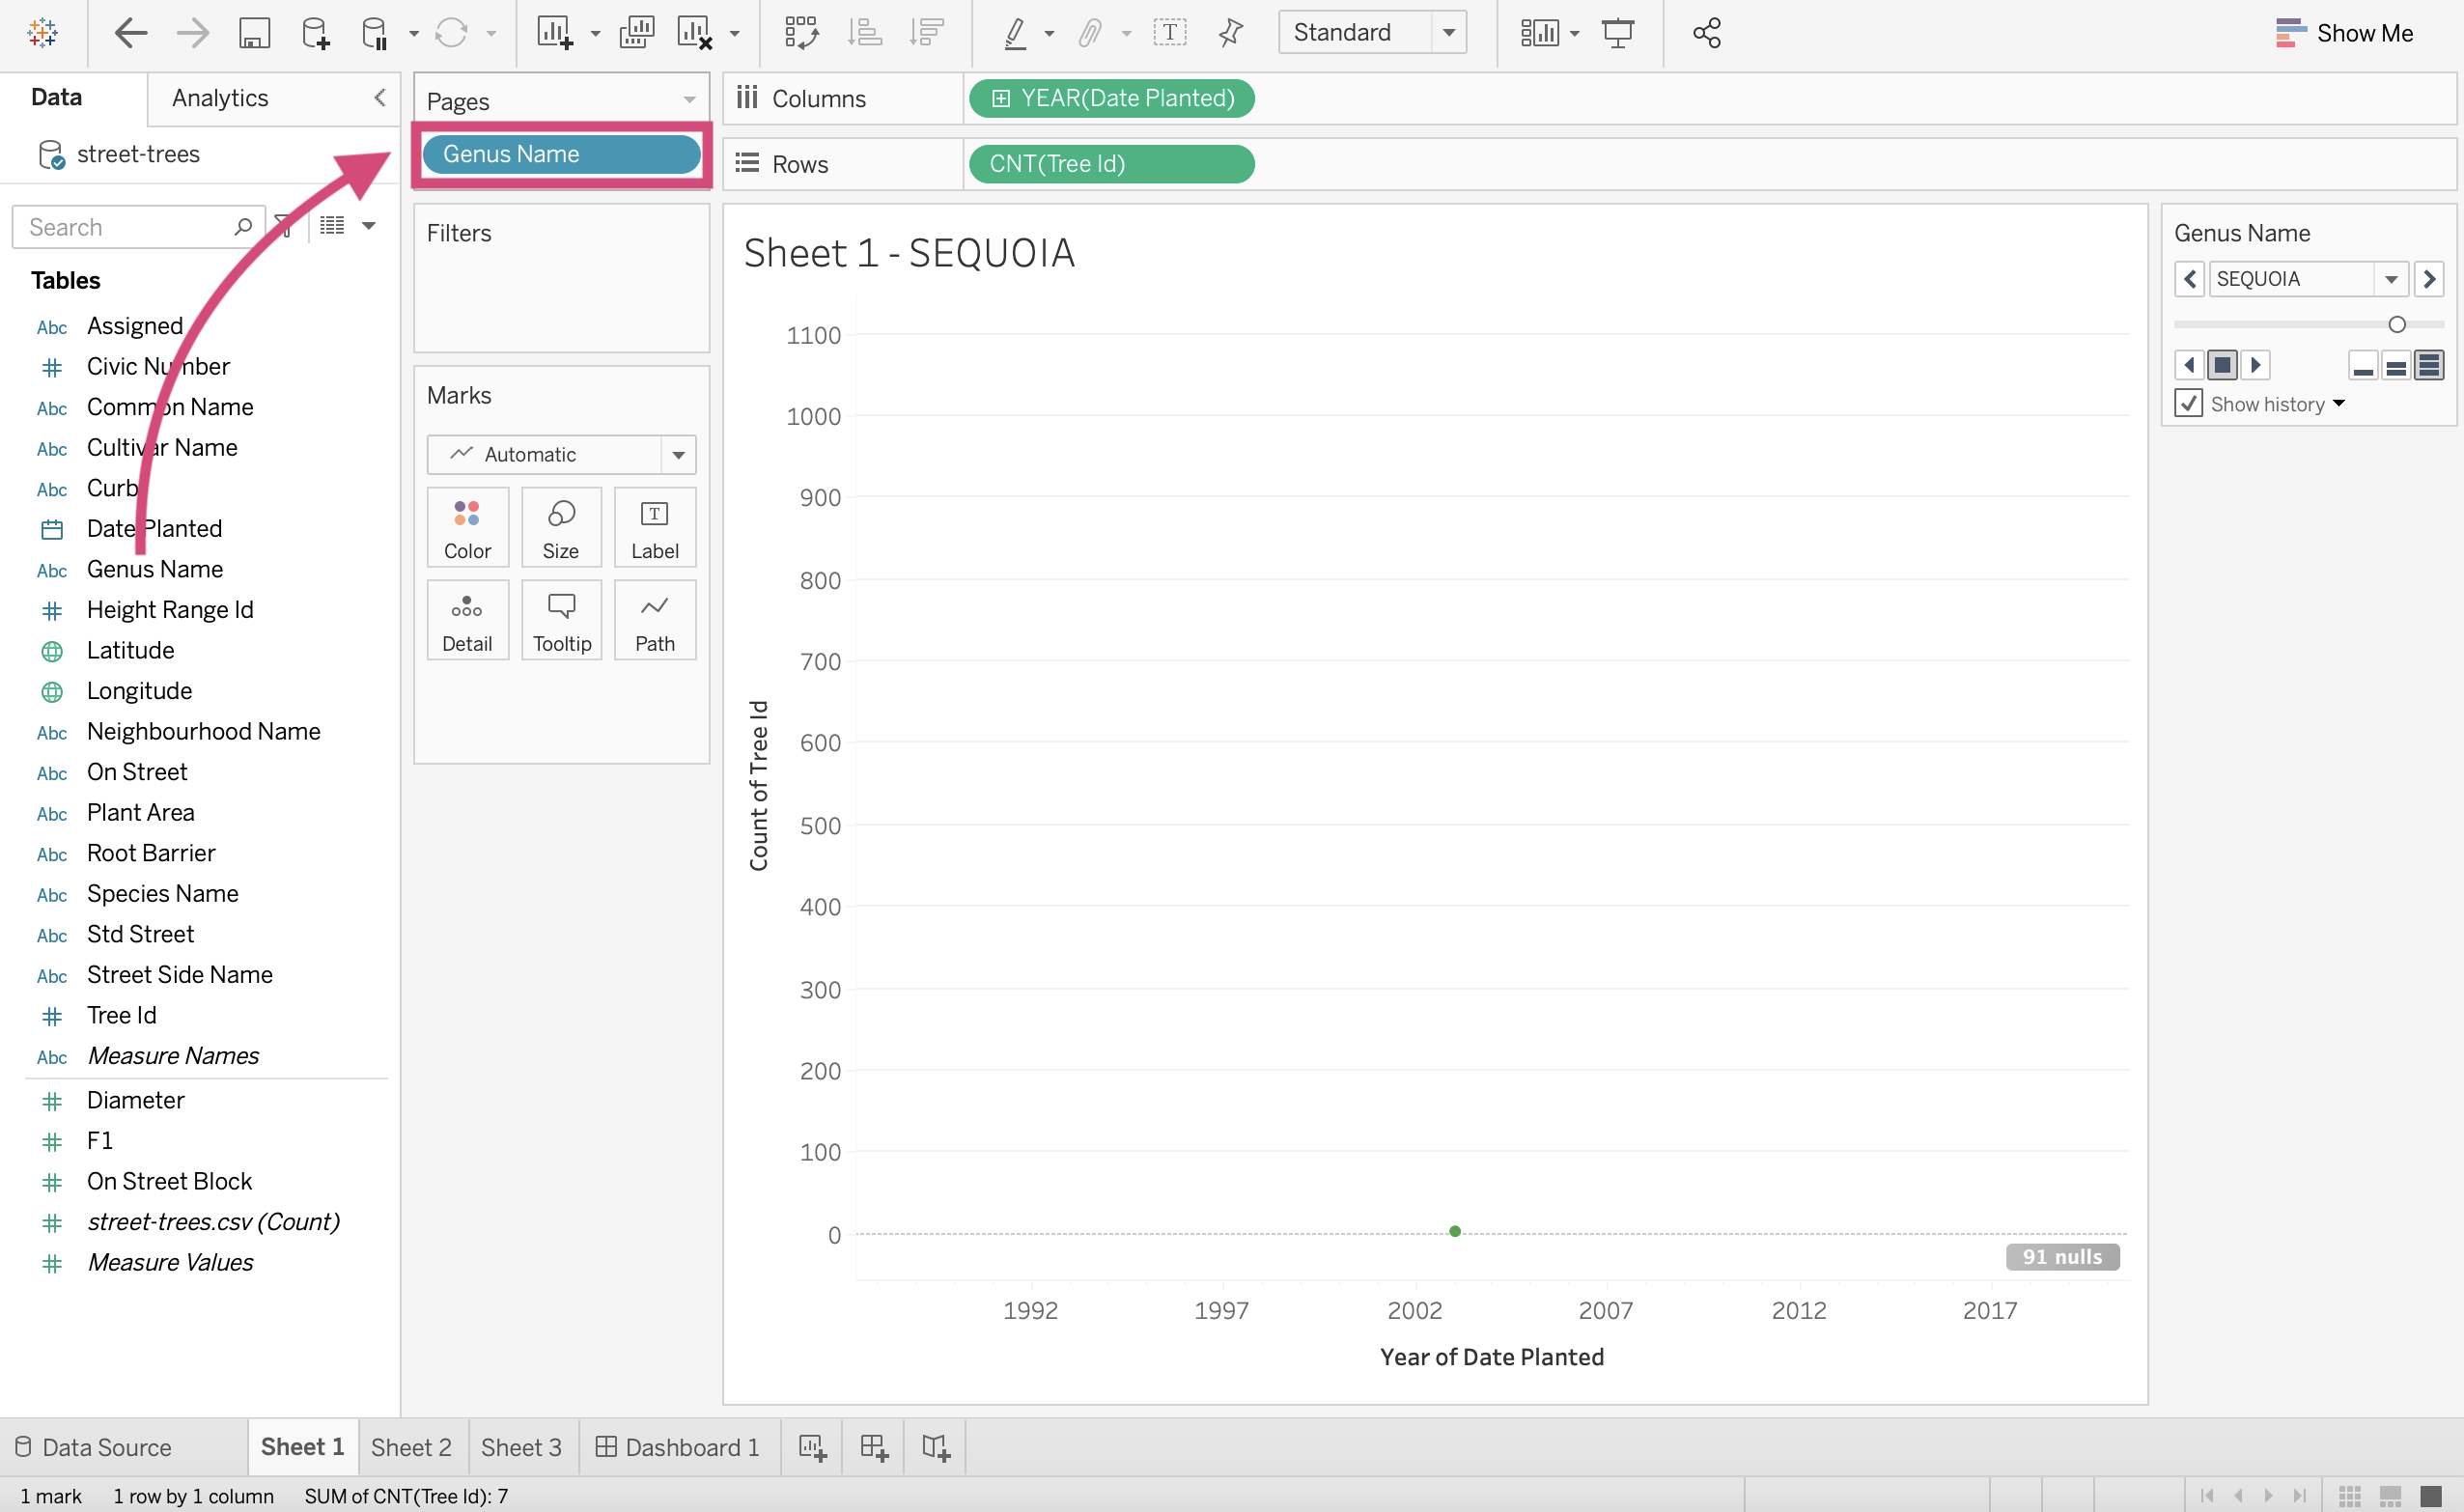 Standard
Show Me
Data
Analytics
street-trees
Search
Tables
Abc Assigned
Civic Number
Abc Common Name
Abc Cultivar Name
Abc Curb
Date Planted
Abc Genus Name
Height Range Id
Latitude
Longitude
Abc Neighbourhood Name
Abc On Street
Abc Plant Area
Abc Root Barrier
Abc Species Name
Abc Std Street
Abc Street Side Name
Tree Id
Abc Measure Names
Diameter
F1
On Street Block
street-trees.csv (Count)
Measure Values
Pages
Genus Name
Filters
Marks
Automatic
Color
Size
T
Label
Detail
Tooltip
Path
Columns
YEAR(Date Planted)
Rows
CNT(Tree Id)
Sheet 1 - SEQUOIA
Count of Tree Id
1100
1000
900
800
700
600
500
400
300
200
100
0
91 nulls
1992
1997
2002
2007
2012
2017
Year of Date Planted
Genus Name
SEQUOIA
Show history
Data Source
Sheet 1
Sheet 2
Sheet 3
Dashboard 1
1 mark
1 row by 1 column
SUM of CNT(Tree Id): 7